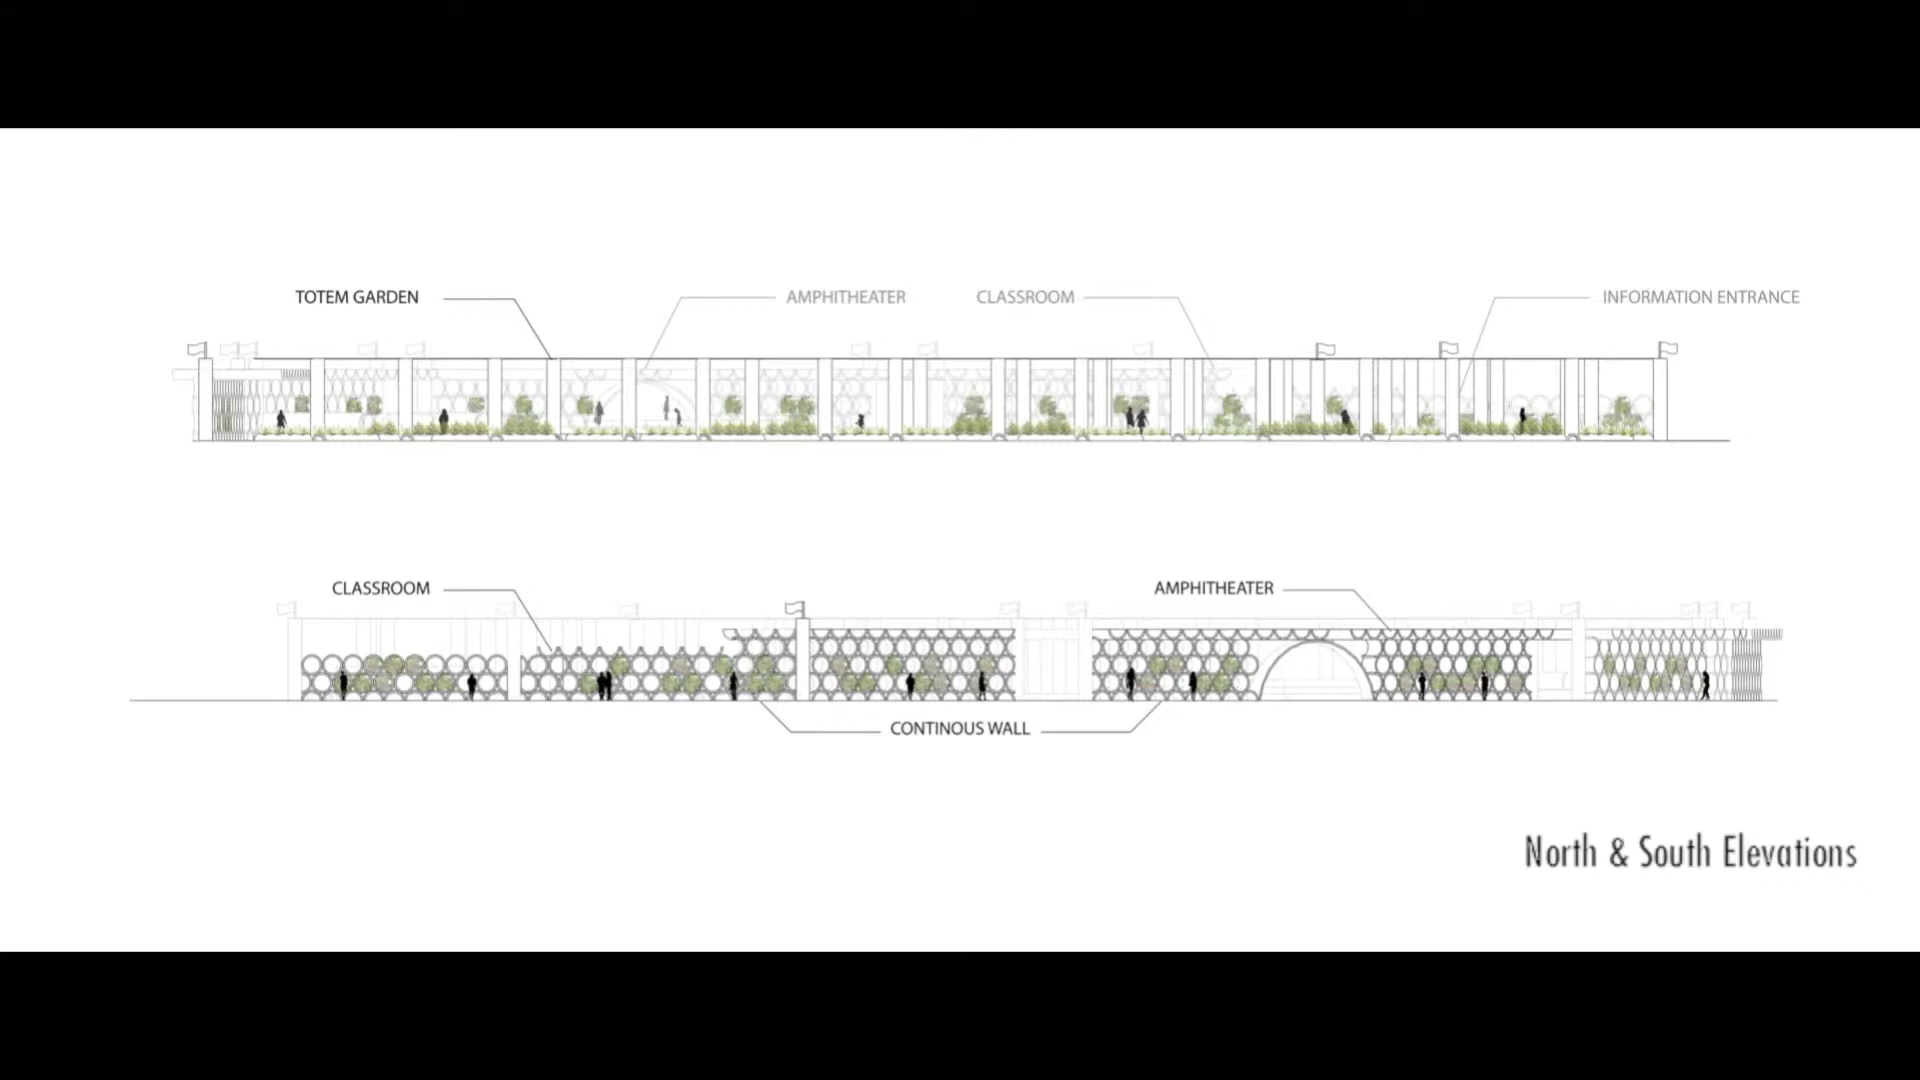 TOTEM GARDEN
AMPHITHEATER
CLASSROOM
INFORMATION ENTRANCE
CLASSROOM
AMPHITHEATER
CONTINOUS WALL
North & South Elevations